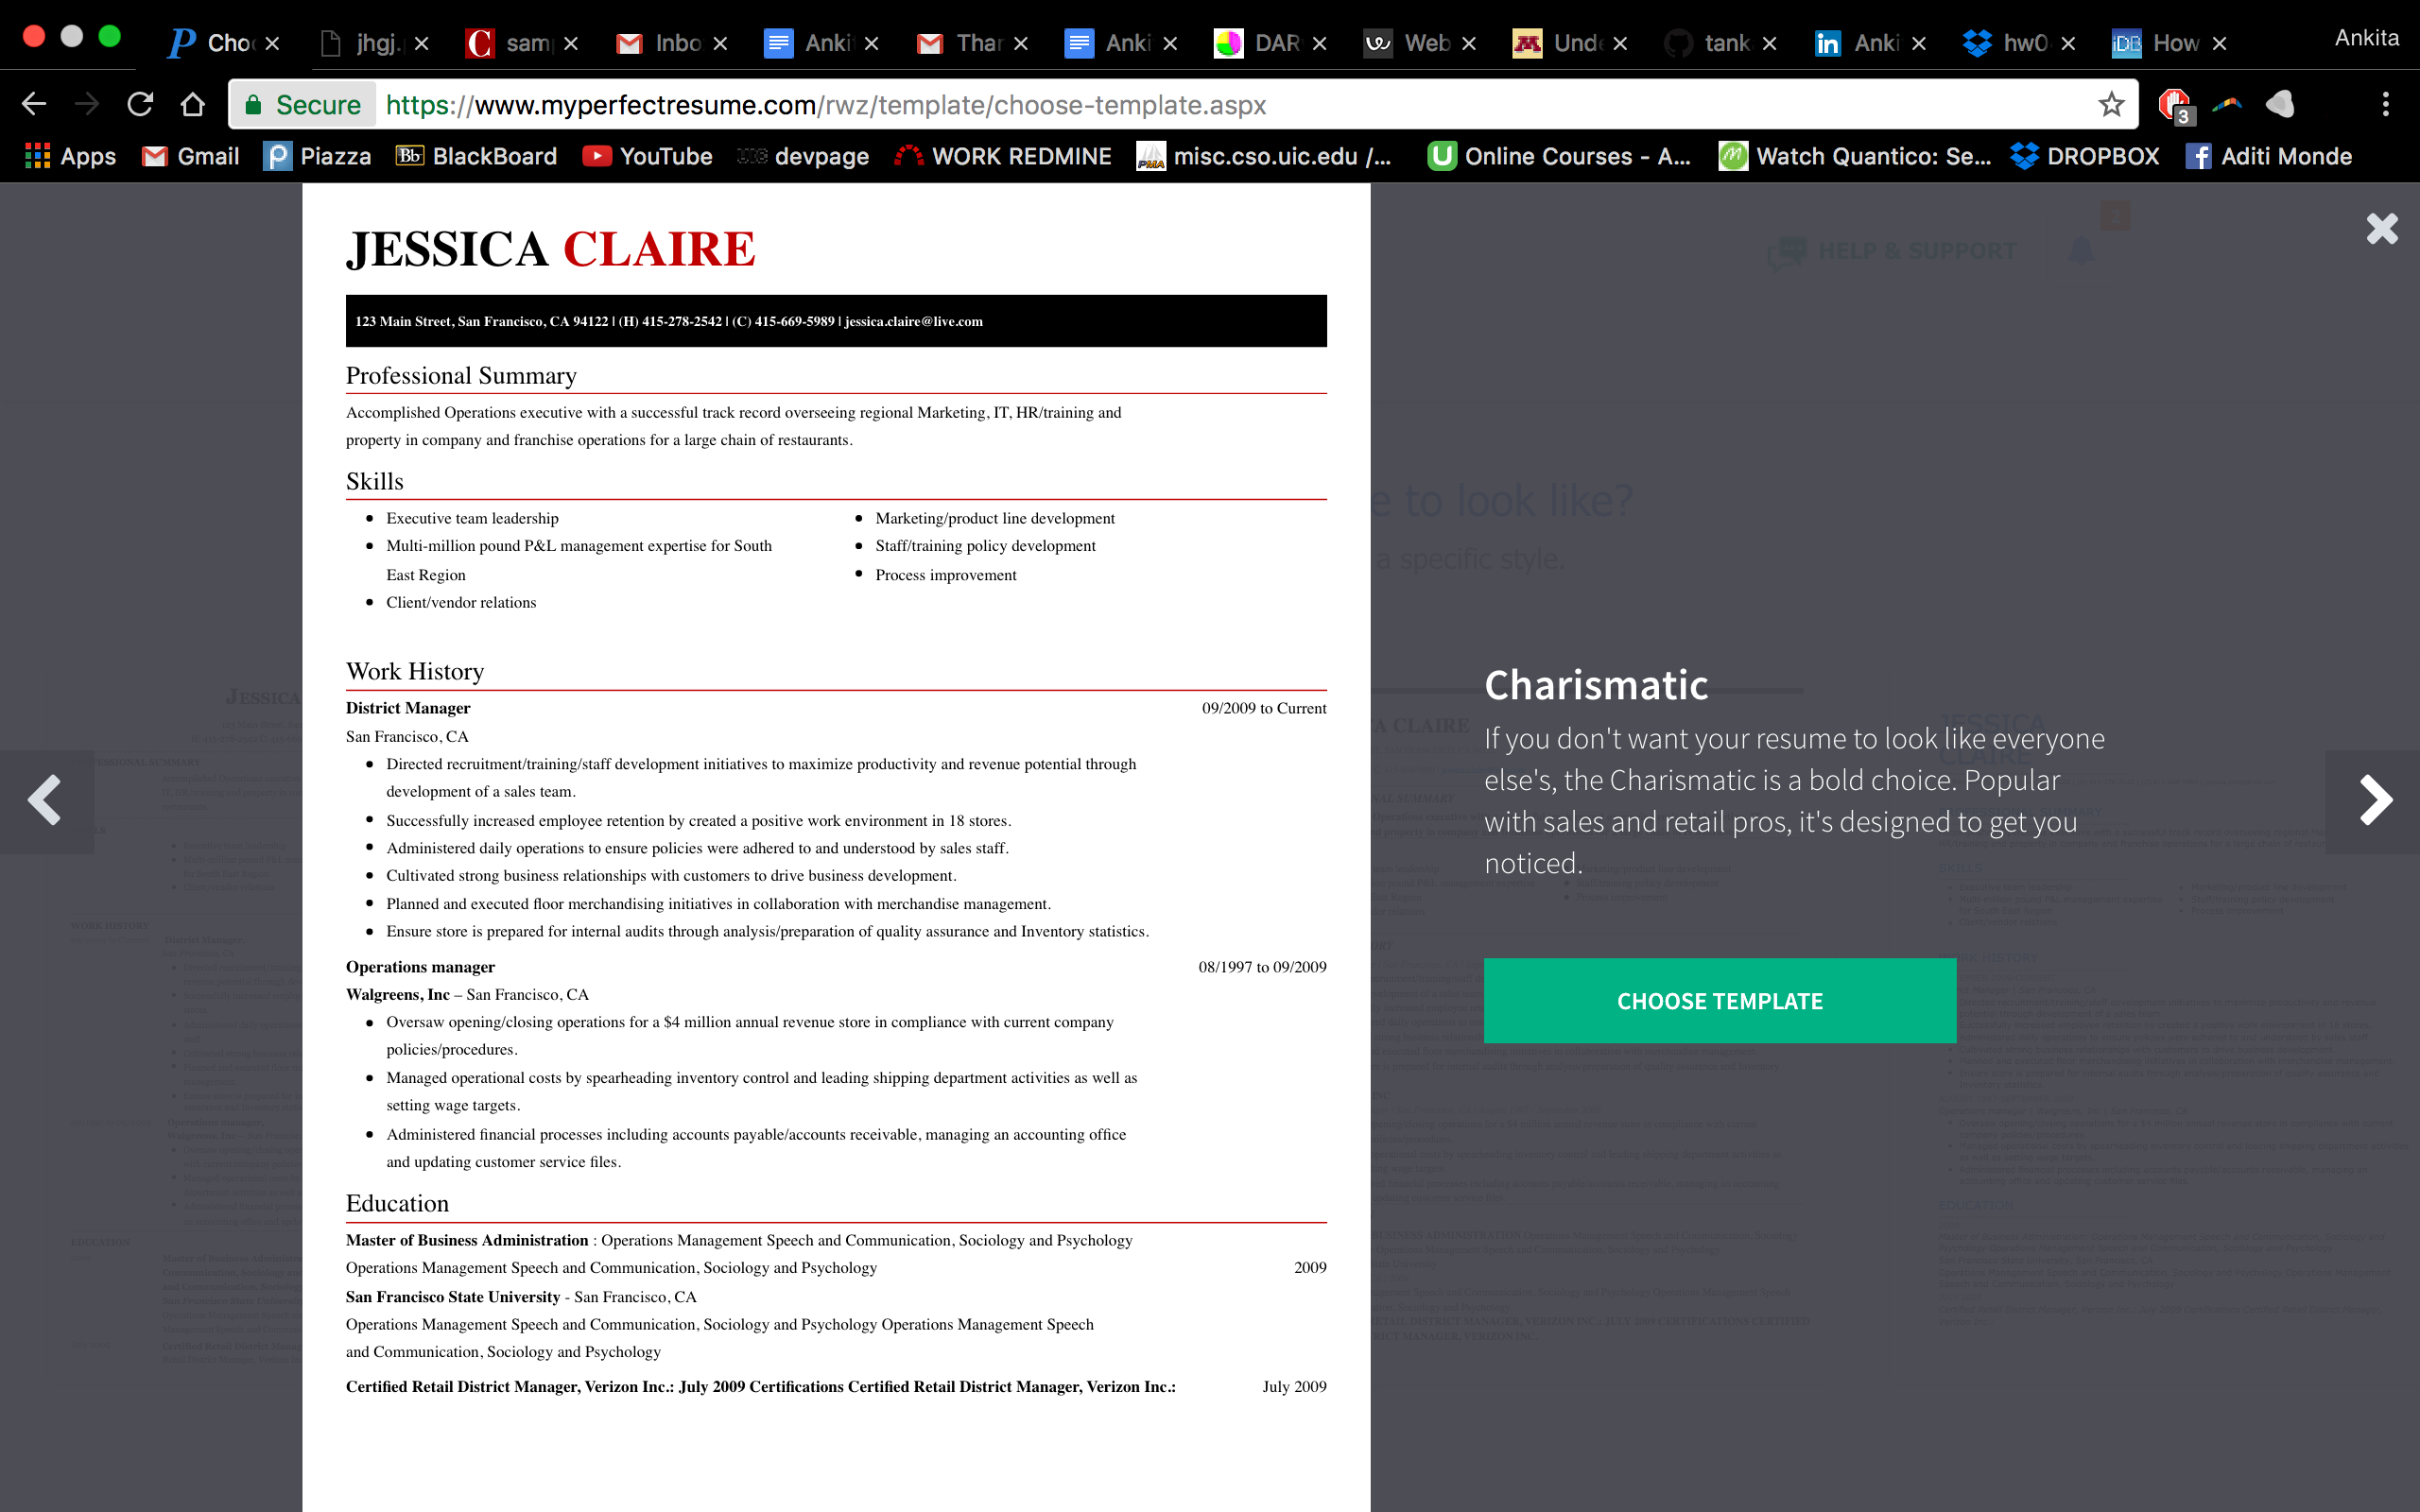 Cho jhgj. sam Inbo Anki Thar Anki DAR Web Unde tank Anki hw0 How Ankita
Secure https://www.myperfectresume.com/rwz/template/choose-template.aspx 3
Apps Gmail Piazza Bb BlackBoard YouTube devpage WORK REDMINE misc.cso.uic.edu /... Online Courses - A... Watch Quantico: Se... DROPBOX Aditi Monde
JESSICA CLAIRE
123 Main Street, San Francisco, CA 94122 | (H) 415-278-2542 | (C) 415-669-5989 | jessica.claire@live.com
Professional Summary
Accomplished Operations executive with a successful track record overseeing regional Marketing, IT, HR/training and
property in company and franchise operations for a large chain of restaurants.
Skills
Executive team leadership
Multi-million pound P&L management expertise for South
East Region
Client/vendor relations
Marketing/product line development
Staff/training policy development
Process improvement
Work History
District Manager 09/2009 to Current
San Francisco, CA
Directed recruitment/training/staff development initiatives to maximize productivity and revenue potential through
development of a sales team.
Successfully increased employee retention by created a positive work environment in 18 stores.
Administered daily operations to ensure policies were adhered to and understood by sales staff.
Cultivated strong business relationships with customers to drive business development.
Planned and executed floor merchandising initiatives in collaboration with merchandise management.
Ensure store is prepared for internal audits through analysis/preparation of quality assurance and Inventory statistics.
Operations manager 08/1997 to 09/2009
Walgreens, Inc – San Francisco, CA
Oversaw opening/closing operations for a $4 million annual revenue store in compliance with current company
policies/procedures.
Managed operational costs by spearheading inventory control and leading shipping department activities as well as
setting wage targets.
Administered financial processes including accounts payable/accounts receivable, managing an accounting office
and updating customer service files.
Education
Master of Business Administration : Operations Management Speech and Communication, Sociology and Psychology
Operations Management Speech and Communication, Sociology and Psychology 2009
San Francisco State University - San Francisco, CA
Operations Management Speech and Communication, Sociology and Psychology Operations Management Speech
and Communication, Sociology and Psychology
Certified Retail District Manager, Verizon Inc.: July 2009 Certifications Certified Retail District Manager, Verizon Inc.: July 2009
2
HELP & SUPPORT
e to look like?
a specific style.
Charismatic
If you don't want your resume to look like everyone
else's, the Charismatic is a bold choice. Popular
with sales and retail pros, it's designed to get you
noticed.
CHOOSE TEMPLATE